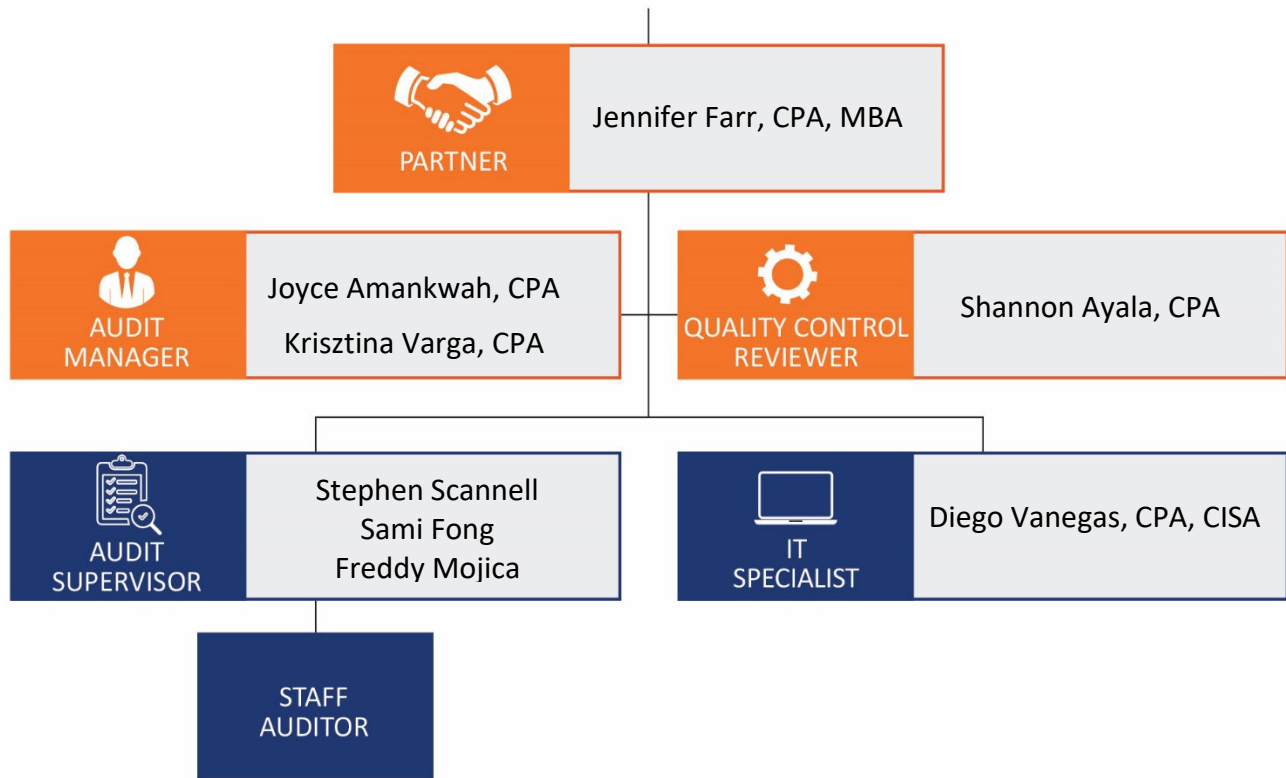 PARTNER
Jennifer Farr, CPA, MBA
AUDIT
MANAGER
Joyce Amankwah, CPA
Krisztina Varga, CPA
QUALITY CONTROL
REVIEWER
Shannon Ayala, CPA
AUDIT
SUPERVISOR
Stephen Scannell
Sami Fong
Freddy Mojica
IT
SPECIALIST
Diego Vanegas, CPA, CISA
STAFF
AUDITOR